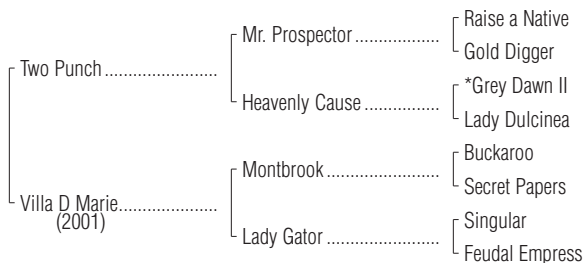 Raise a Native
Mr. Prospector ....................
Gold Digger
Two Punch ..........................
*Grey Dawn II
Heavenly Cause ..................
Lady Dulcinea
Buckaroo
Montbrook ..........................
Secret Papers
Villa D Marie.......................
(2001)
Singular
Lady Gator ...........................
Feudal Empress